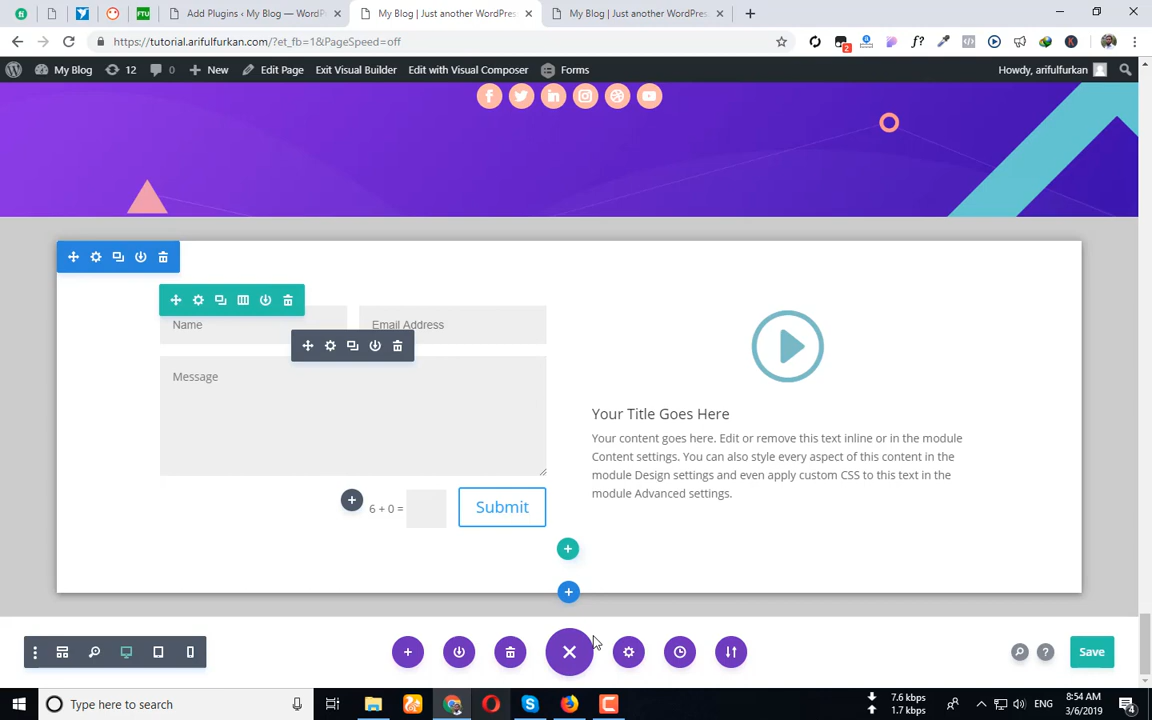 FTU
Add Plugins ‹ My Blog — WordP
My Blog | Just another WordPres
My Blog | Just another WordPres
https://tutorial.arifulfurkan.com/?et_fb=1&PageSpeed=off
2
f?
K
My Blog
12
0
New
Edit Page
Exit Visual Builder
Edit with Visual Composer
Forms
Howdy, arifulfurkan
Name
Email Address
Message
6 + 0 =
Submit
Your Title Goes Here
Your content goes here. Edit or remove this text inline or in the module
Content settings. You can also style every aspect of this content in the
module Design settings and even apply custom CSS to this text in the
module Advanced settings.
?
Save
Type here to search
7.6 kbps
1.7 kbps
ENG
8:54 AM
3/6/2019
4